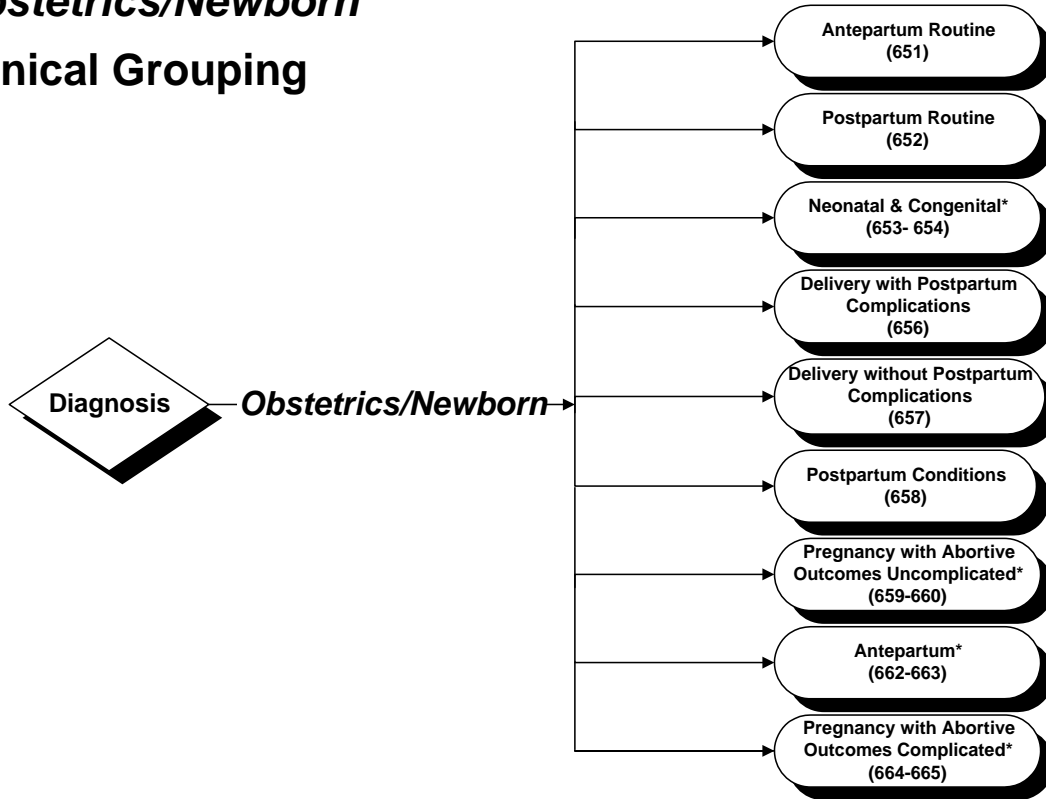 bstetrics/Newborn
nical Grouping
Antepartum Routine
(651)
Postpartum Routine
(652)
Neonatal & Congenital*
(653- 654)
Delivery with Postpartum
Complications
(656)
Diagnosis
Obstetrics/Newborn
Delivery without Postpartum
Complications
(657)
Postpartum Conditions
(658)
Pregnancy with Abortive
Outcomes Uncomplicated*
(659-660)
Antepartum*
(662-663)
Pregnancy with Abortive
Outcomes Complicated*
(664-665)